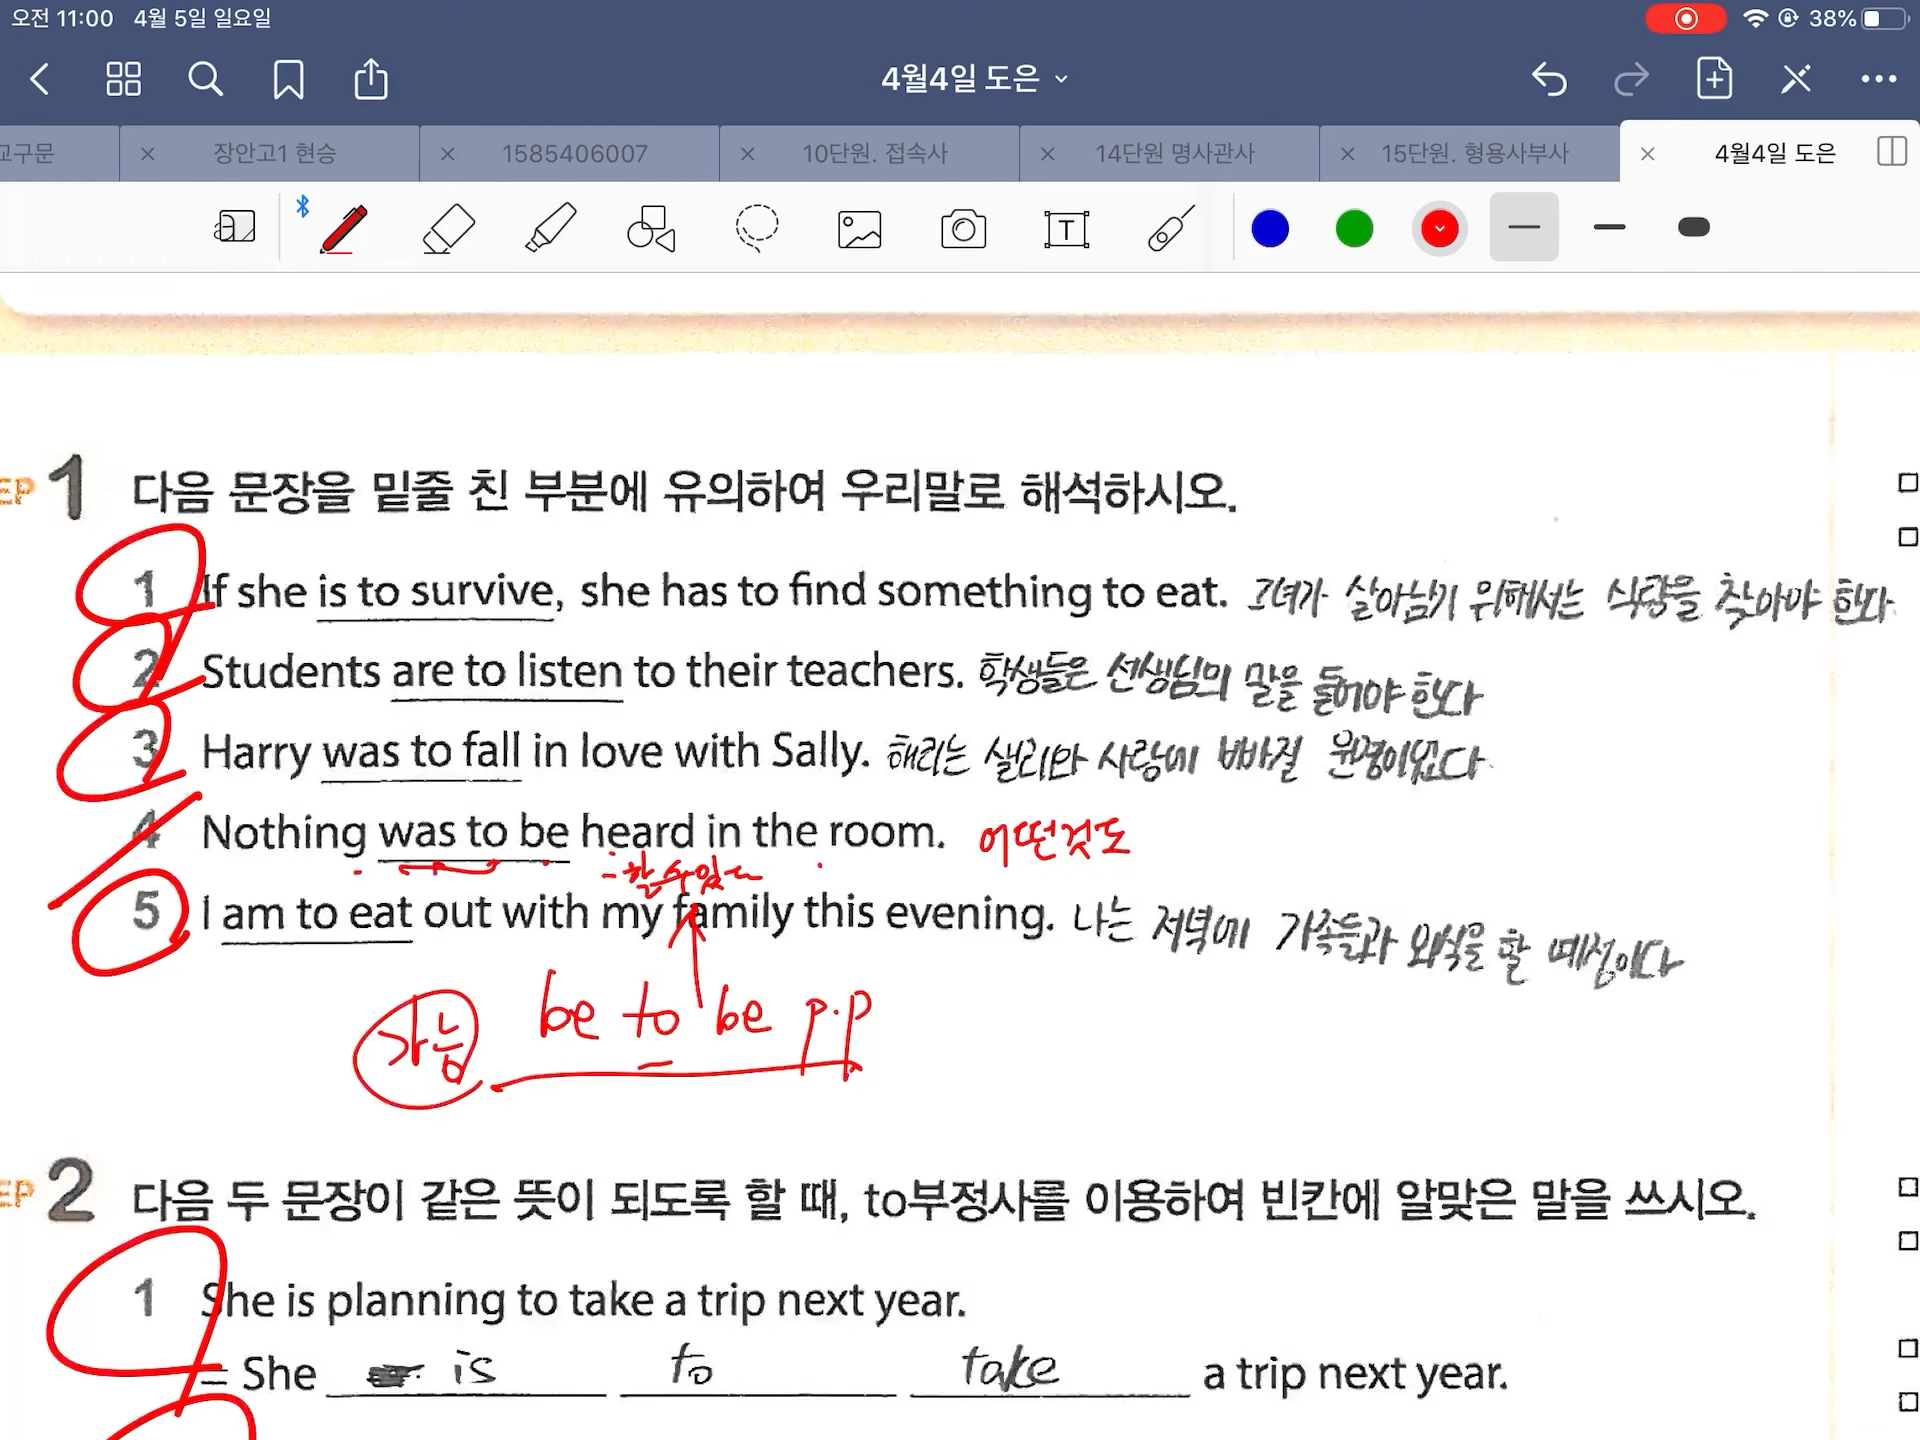 오전 11:00 4월 5일 일요일 38%
4월4일 도은
교구문 장안고1 현승 1585406007 10단원. 접속사 14단원 명사관사 15단원. 형용사부사 4월4일 도은
EP 1 다음 문장을 밑줄 친 부분에 유의하여 우리말로 해석하시오.
1 If she is to survive, she has to find something to eat. 그녀가 살아남기 위해서는 식량을 찾아야 한다.
2 Students are to listen to their teachers. 학생들은 선생님의 말을 들어야 한다
3 Harry was to fall in love with Sally. 해리는 샐리와 사랑에 빠질 운명이었다.
4 Nothing was to be heard in the room. 어떤것도
할 수 있
5 I am to eat out with my family this evening. 나는 저녁에 가족들과 외식을 할 예정이다
가능 be to be p.p
EP 2 다음 두 문장이 같은 뜻이 되도록 할 때, to부정사를 이용하여 빈칸에 알맞은 말을 쓰시오.
1 She is planning to take a trip next year.
= She is to take a trip next year.